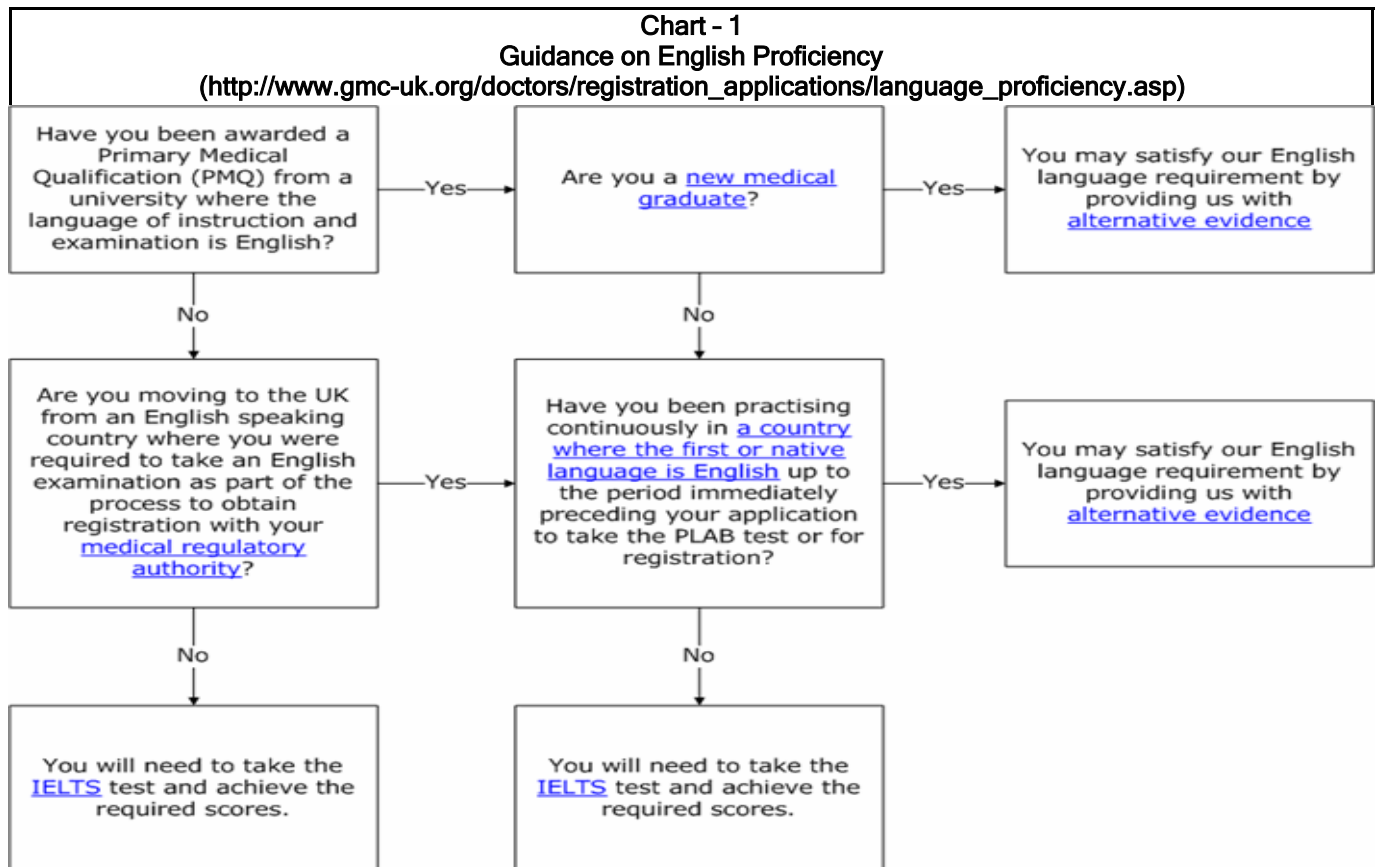 Chart - 1
Guidance on English Proficiency
(http://www.gmc-uk.org/doctors/registration_applications/language_proficiency.asp)
Have you been awarded a
Primary Medical
Qualification (PMQ) from a
university where the
language of instruction and
examination is English?
Yes
Are you a new medical
graduate?
Yes
You may satisfy our English
language requirement by
providing us with
alternative evidence
No
No
Are you moving to the UK
from an English speaking
country where you were
required to take an English
examination as part of the
process to obtain
registration with your
medical regulatory
authority?
Yes
Have you been practising
continuously in a country
where the first or native
language is English up to
the period immediately
preceding your application
to take the PLAB test or for
registration?
Yes
You may satisfy our English
language requirement by
providing us with
alternative evidence
No
No
You will need to take the
IELTS test and achieve the
required scores.
You will need to take the
IELTS test and achieve the
required scores.